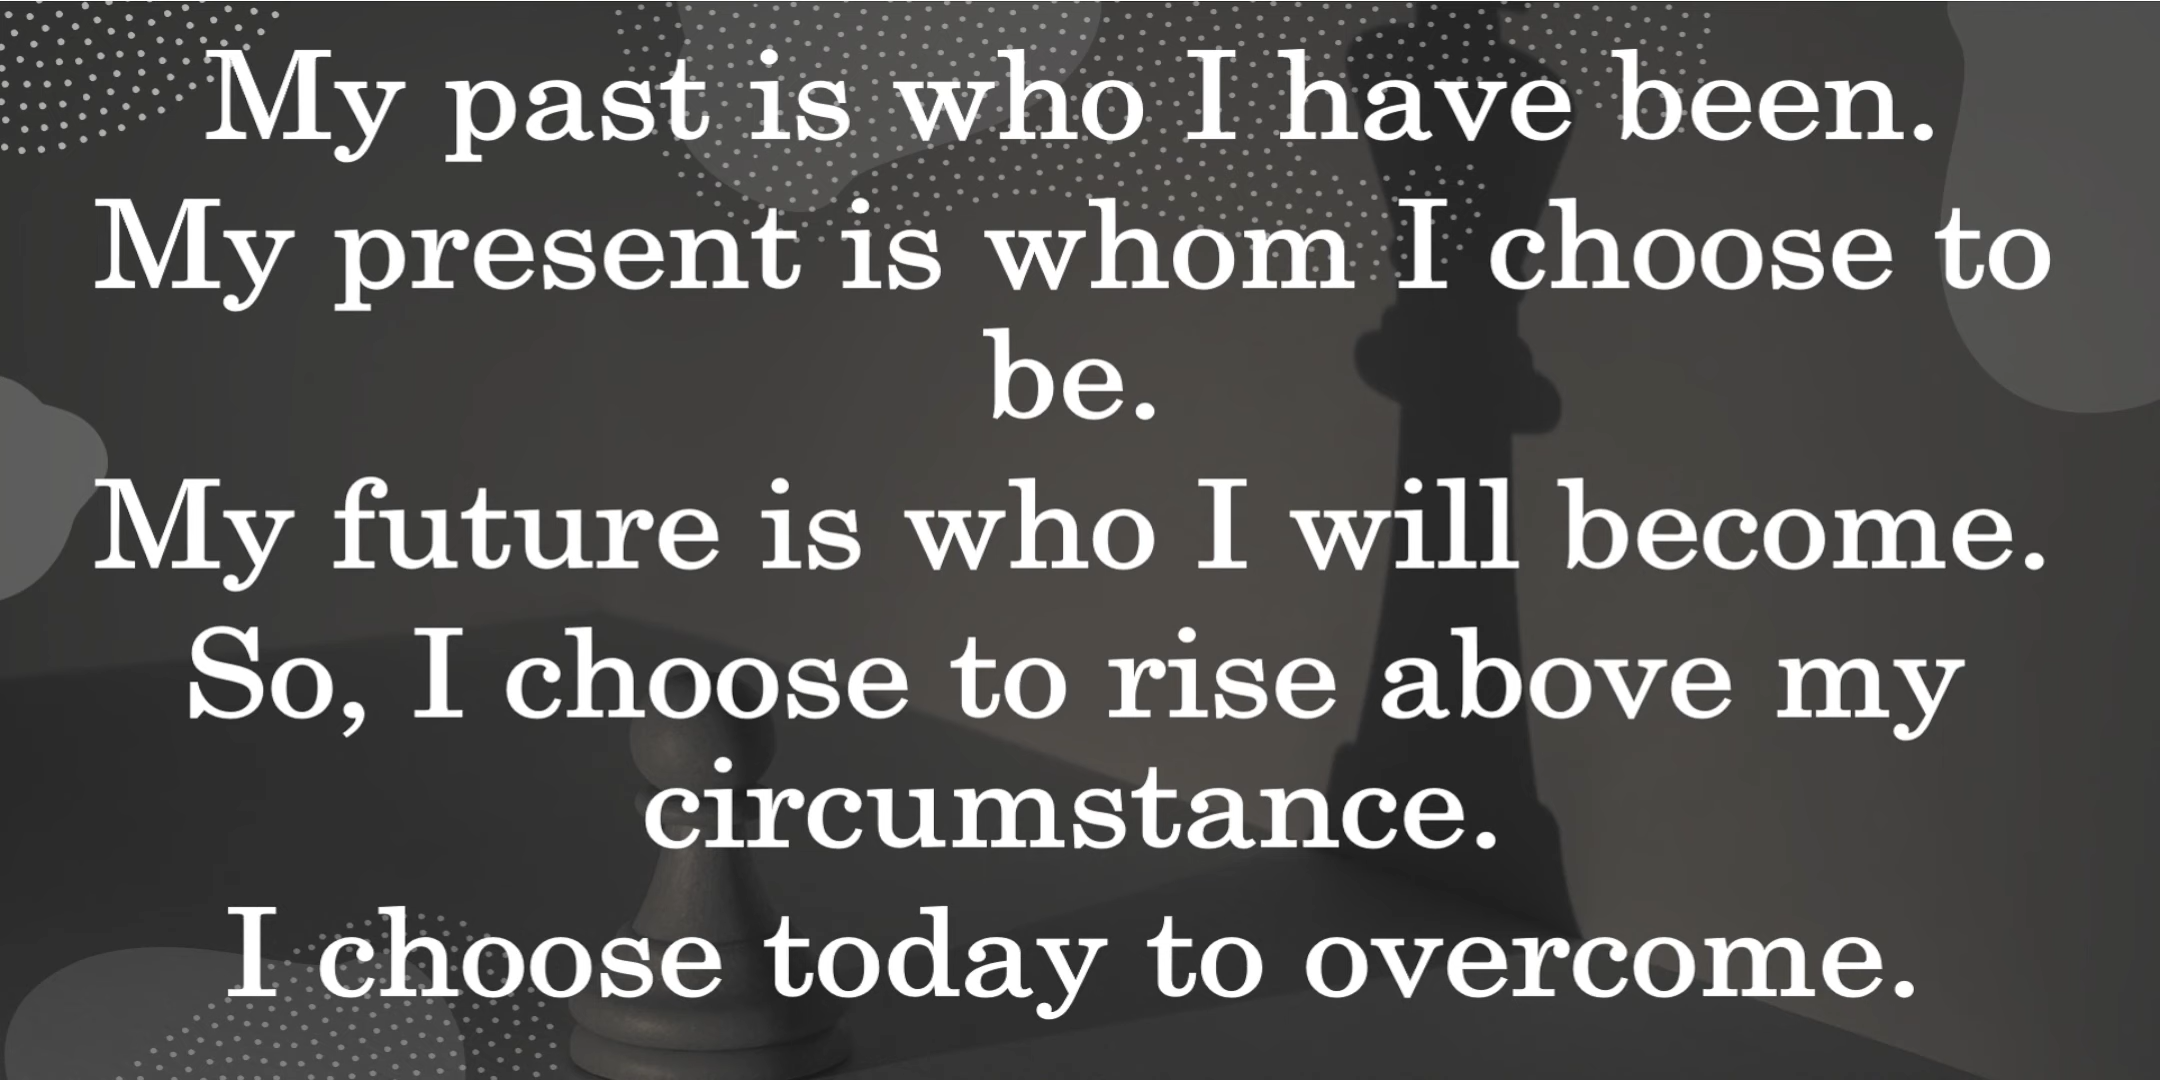 My past is who I have been.
My present is whom I choose to
be.
My future is who I will become.
So, I choose to rise above my
circumstance.
I choose today to overcome.